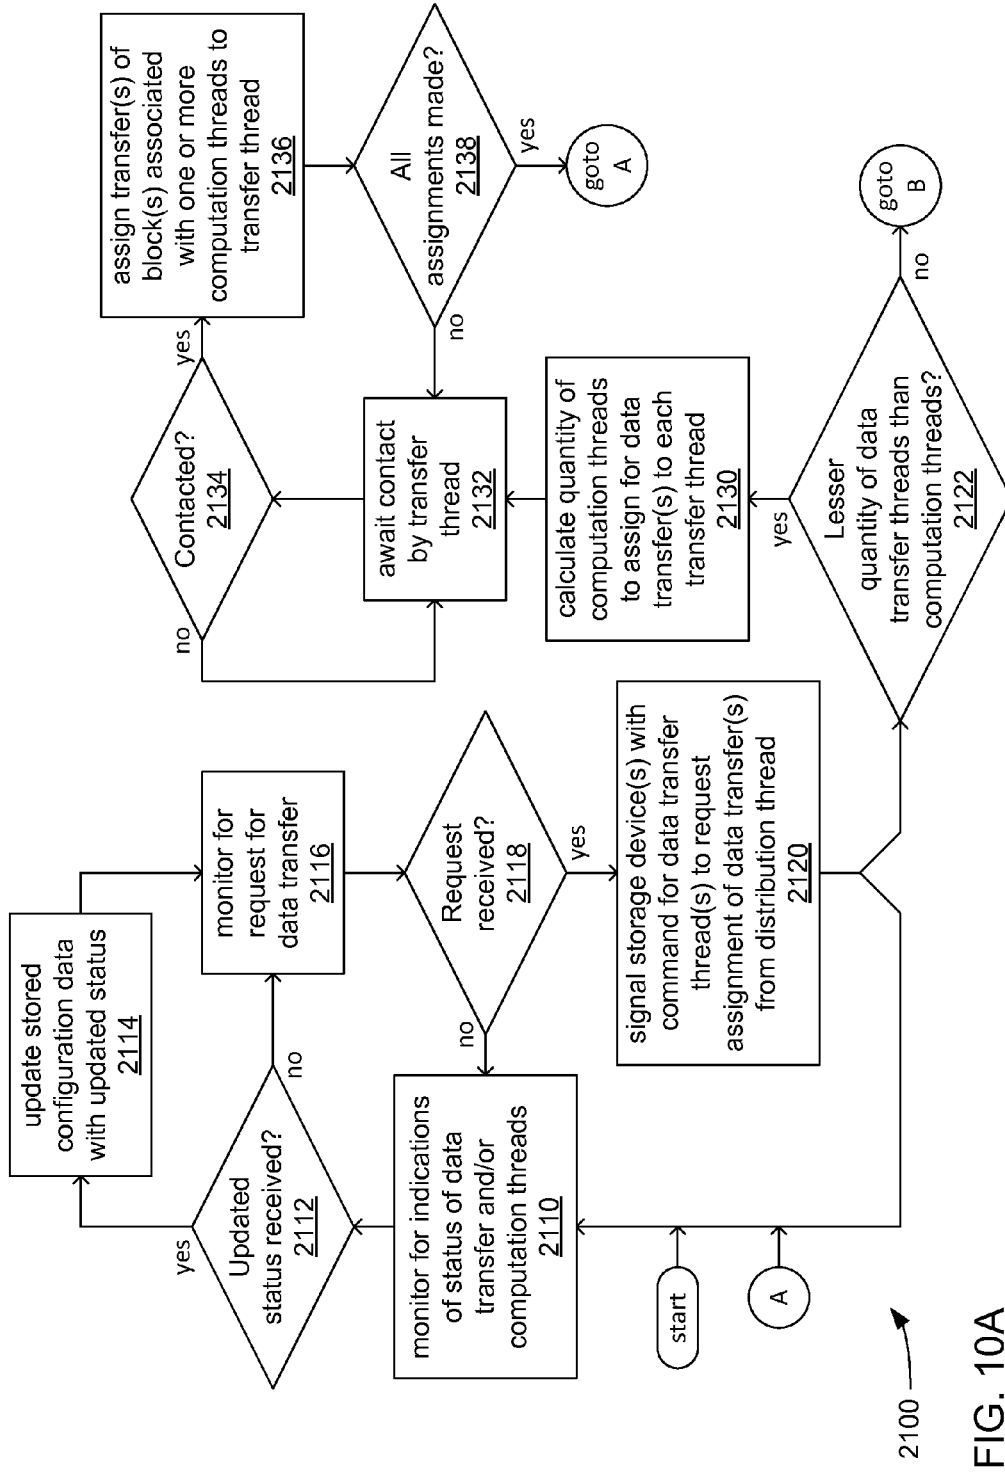 start
A
monitor for indications
of status of data
transfer and/or
computation threads
2110
Updated
status received?
2112
yes
no
update stored
configuration data
with updated status
2114
monitor for
request for
data transfer
2116
Request
received?
2118
no
yes
signal storage device(s) with
command for data transfer
thread(s) to request
assignment of data transfer(s)
from distribution thread
2120
Lesser
quantity of data
transfer threads than
computation threads?
2122
yes
no
goto
B
calculate quantity of
computation threads
to assign for data
transfer(s) to each
transfer thread
2130
await contact
by transfer
thread
2132
Contacted?
2134
no
yes
assign transfer(s) of
block(s) associated
with one or more
computation threads to
transfer thread
2136
All
assignments made?
2138
no
yes
goto
A
2100
FIG. 10A